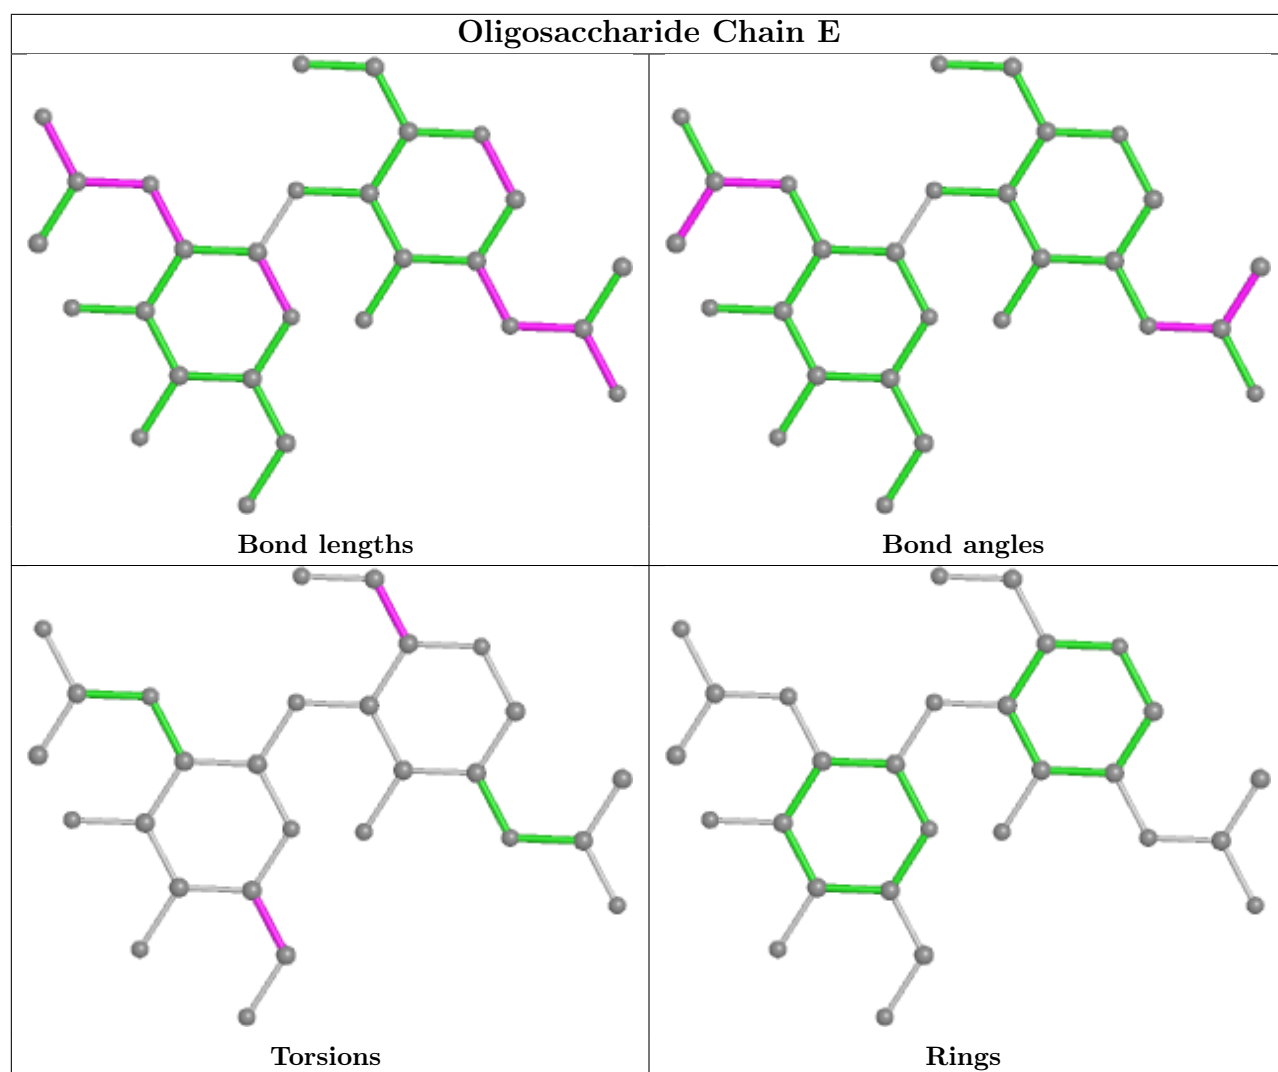 Oligosaccharide Chain E
Bond lengths
Bond angles
Torsions
Rings